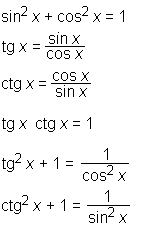 sin² x + cos² x = 1
tg x = sin x / cos x
ctg x = cos x / sin x
tg x ctg x = 1
tg² x + 1 = 1 / cos² x
ctg² x + 1 = 1 / sin² x